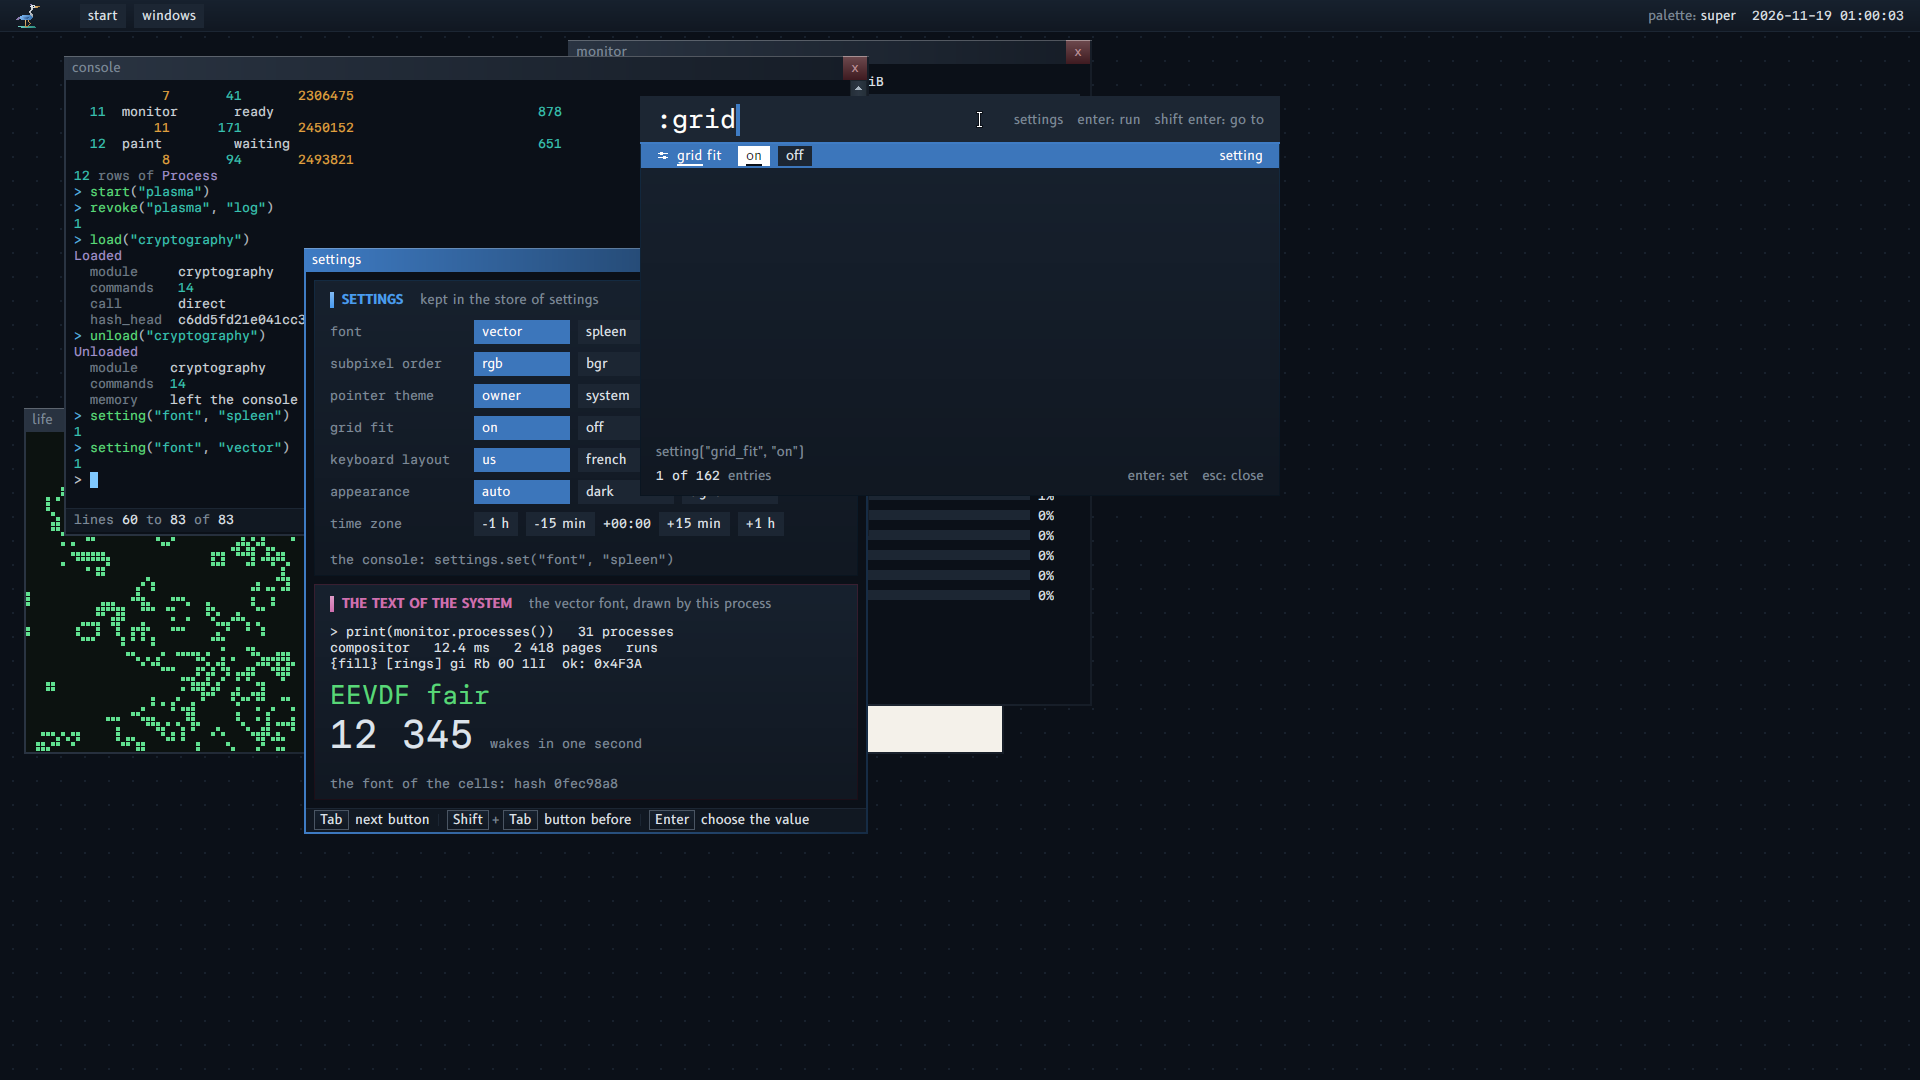 start windows palette: super 2026-11-19 01:00:03
monitor x
console x
iB
7 41 2306475
11 monitor ready 878
11 171 2450152
12 paint waiting 651
8 94 2493821
12 rows of Process
> start("plasma")
> revoke("plasma", "log")
1
> load("cryptography")
Loaded
module cryptography
commands 14
call direct
hash_head c6dd5fd21e041cc3
> unload("cryptography")
Unloaded
module cryptography
commands 14
memory left the console
> setting("font", "spleen")
1
> setting("font", "vector")
1
>
lines 60 to 83 of 83
:grid settings enter: run shift enter: go to
grid fit on off setting
setting["grid_fit", "on"]
1 of 162 entries enter: set esc: close
life
settings
SETTINGS kept in the store of settings
font vector spleen
subpixel order rgb bgr
pointer theme owner system
grid fit on off
keyboard layout us french
appearance auto dark
time zone -1 h -15 min +00:00 +15 min +1 h
the console: settings.set("font", "spleen")
THE TEXT OF THE SYSTEM the vector font, drawn by this process
> print(monitor.processes()) 31 processes
compositor 12.4 ms 2 418 pages runs
{fill} [rings] gi Rb 0O 1lI ok: 0x4F3A
EEVDF fair
12 345 wakes in one second
the font of the cells: hash 0fec98a8
Tab next button Shift + Tab button before Enter choose the value
0%
0%
0%
0%
0%